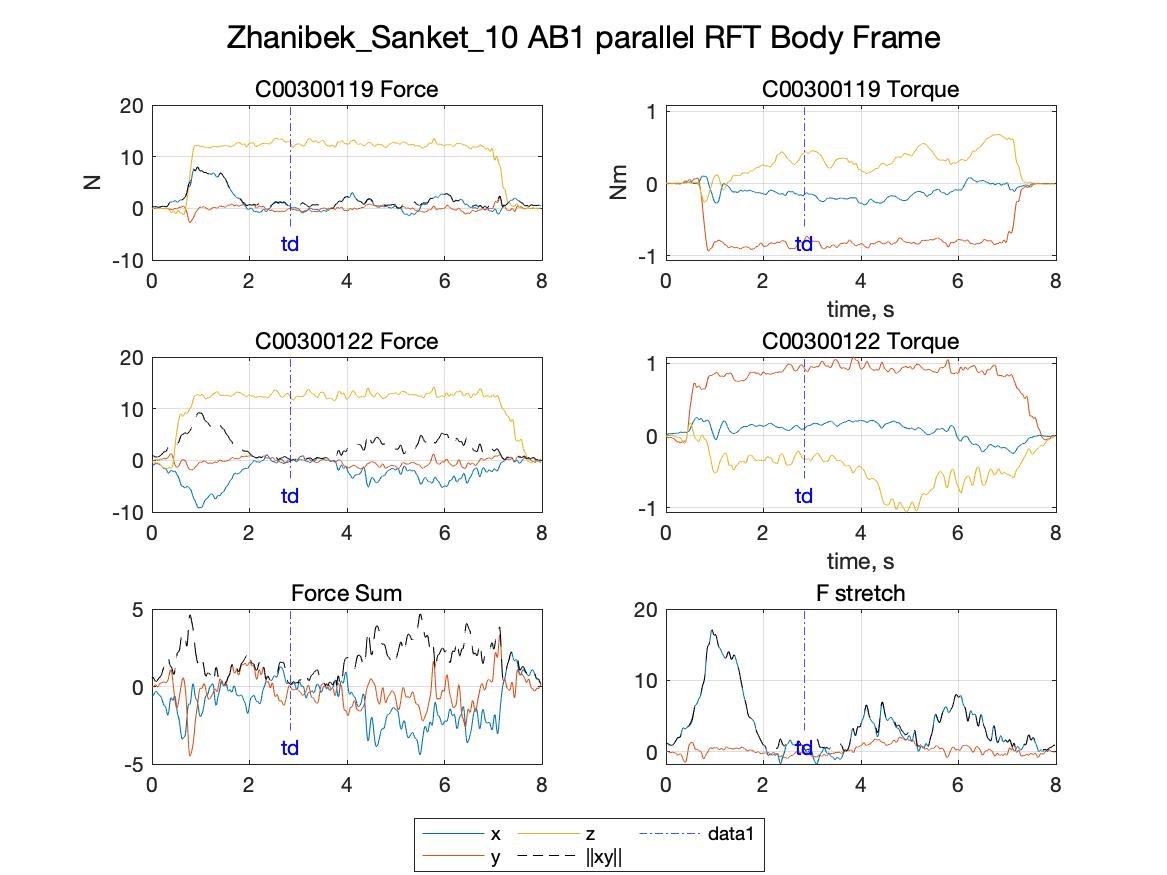 Zhanibek_Sanket_10 AB1 parallel RFT Body Frame
C00300119 Force
N
20
10
0
-10
td
0 2 4 6 8
C00300119 Torque
Nm
1
0
-1
td
0 2 4 6 8
time, s
C00300122 Force
20
10
0
-10
td
0 2 4 6 8
C00300122 Torque
1
0
-1
td
0 2 4 6 8
time, s
Force Sum
5
0
-5
td
0 2 4 6 8
F stretch
20
10
0
td
0 2 4 6 8
x z data1
y ||xy||